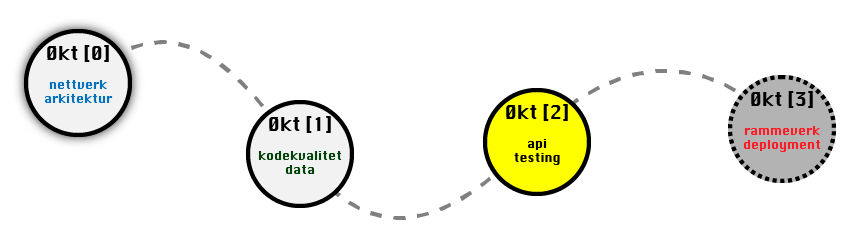 Økt [0]
nettverk
arkitektur
Økt [1]
kodekvalitet
data
Økt [2]
api
testing
Økt [3]
rammeverk
deployment